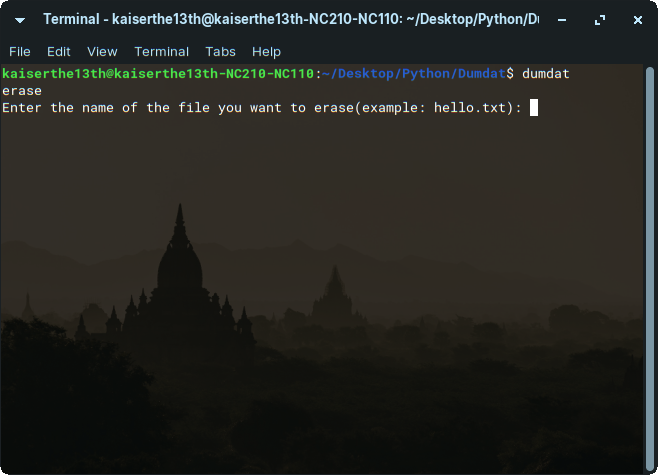 Terminal - kaiserthe13th@kaiserthe13th-NC210-NC110: ~/Desktop/Python/Du
File Edit View Terminal Tabs Help
kaiserthe13th@kaiserthe13th-NC210-NC110:~/Desktop/Python/Dumdat$ dumdat
erase
Enter the name of the file you want to erase(example: hello.txt):